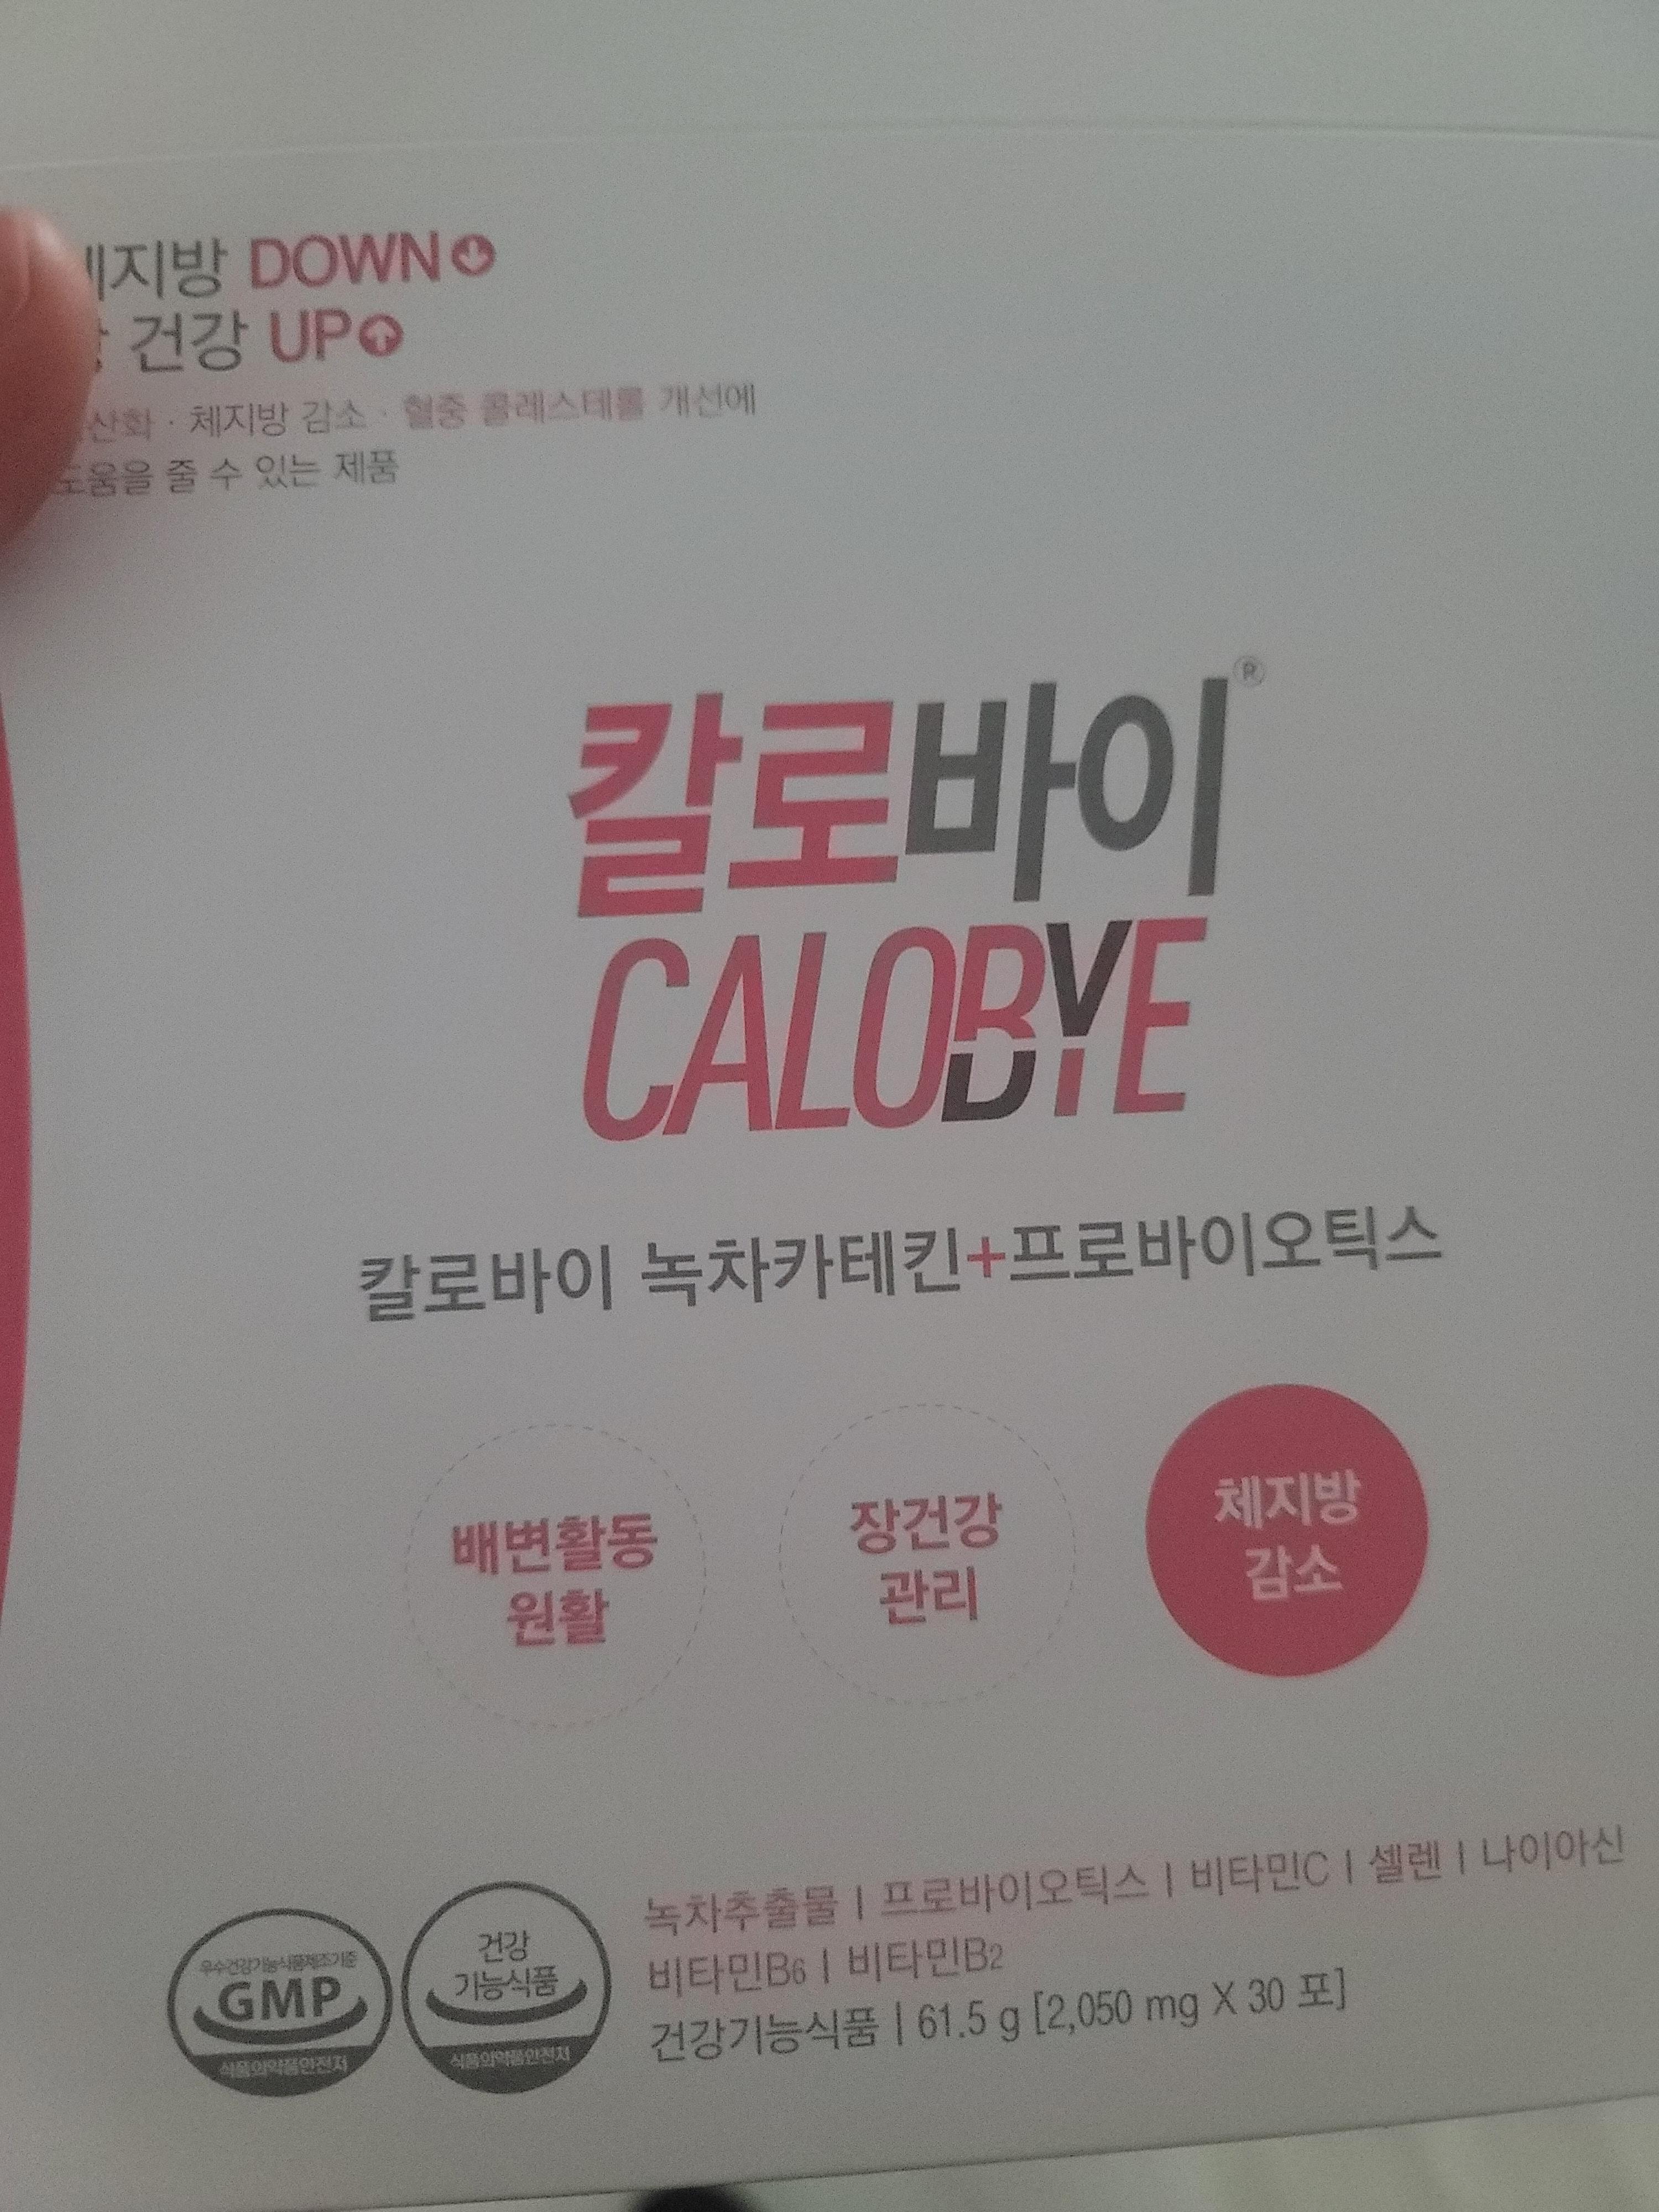 체지방 DOWN
장 건강 UP
항산화 · 체지방 감소 · 혈중 콜레스테롤 개선에
도움을 줄 수 있는 제품
칼로바이®
CALOBYE
칼로바이 녹차카테킨+프로바이오틱스
배변활동
원활
장건강
관리
체지방
감소
우수건강기능식품제조기준
GMP
식품의약품안전처
건강
기능식품
식품의약품안전처
녹차추출물 | 프로바이오틱스 | 비타민C | 셀렌 | 나이아신
비타민B6 | 비타민B2
건강기능식품 | 61.5 g [2,050 mg X 30 포]